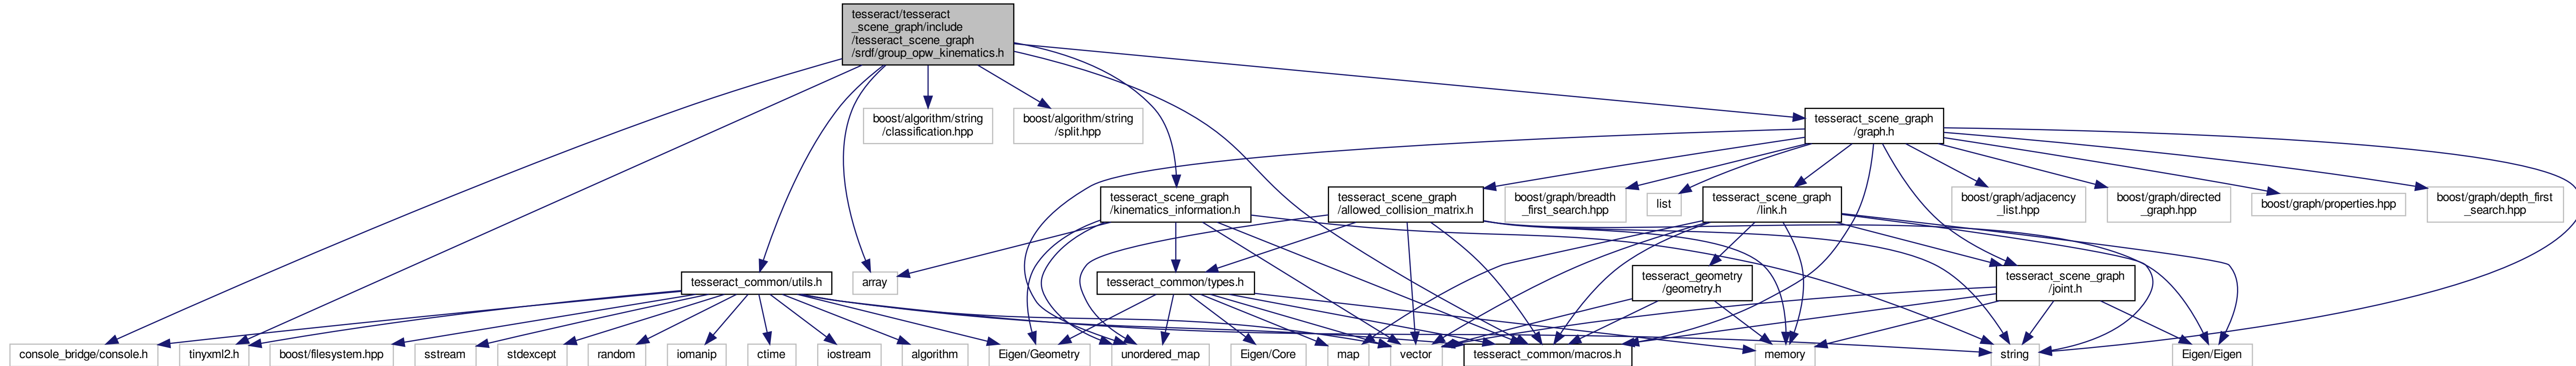 tesseract/tesseract
_scene_graph/include
/tesseract_scene_graph
/srdf/group_opw_kinematics.h
boost/algorithm/string
/classification.hpp
boost/algorithm/string
/split.hpp
tesseract_scene_graph
/graph.h
tesseract_scene_graph
/kinematics_information.h
tesseract_scene_graph
/allowed_collision_matrix.h
boost/graph/breadth
_first_search.hpp
list
tesseract_scene_graph
/link.h
boost/graph/adjacency
_list.hpp
boost/graph/directed
_graph.hpp
boost/graph/properties.hpp
boost/graph/depth_first
_search.hpp
tesseract_common/utils.h
array
tesseract_common/types.h
tesseract_geometry
/geometry.h
tesseract_scene_graph
/joint.h
console_bridge/console.h
tinyxml2.h
boost/filesystem.hpp
sstream
stdexcept
random
iomanip
ctime
iostream
algorithm
Eigen/Geometry
unordered_map
Eigen/Core
map
vector
tesseract_common/macros.h
memory
string
Eigen/Eigen